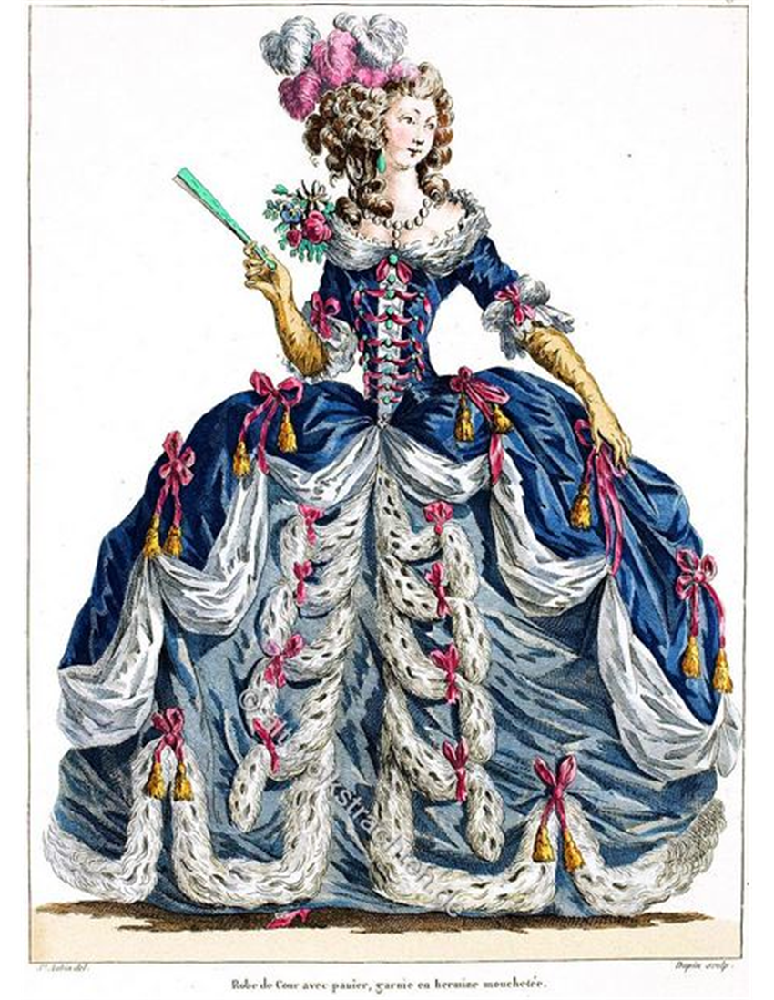 St Aubin del.
Dupin sculp.
Robe de Cour avec panier, garnie en hermine mouchetée.